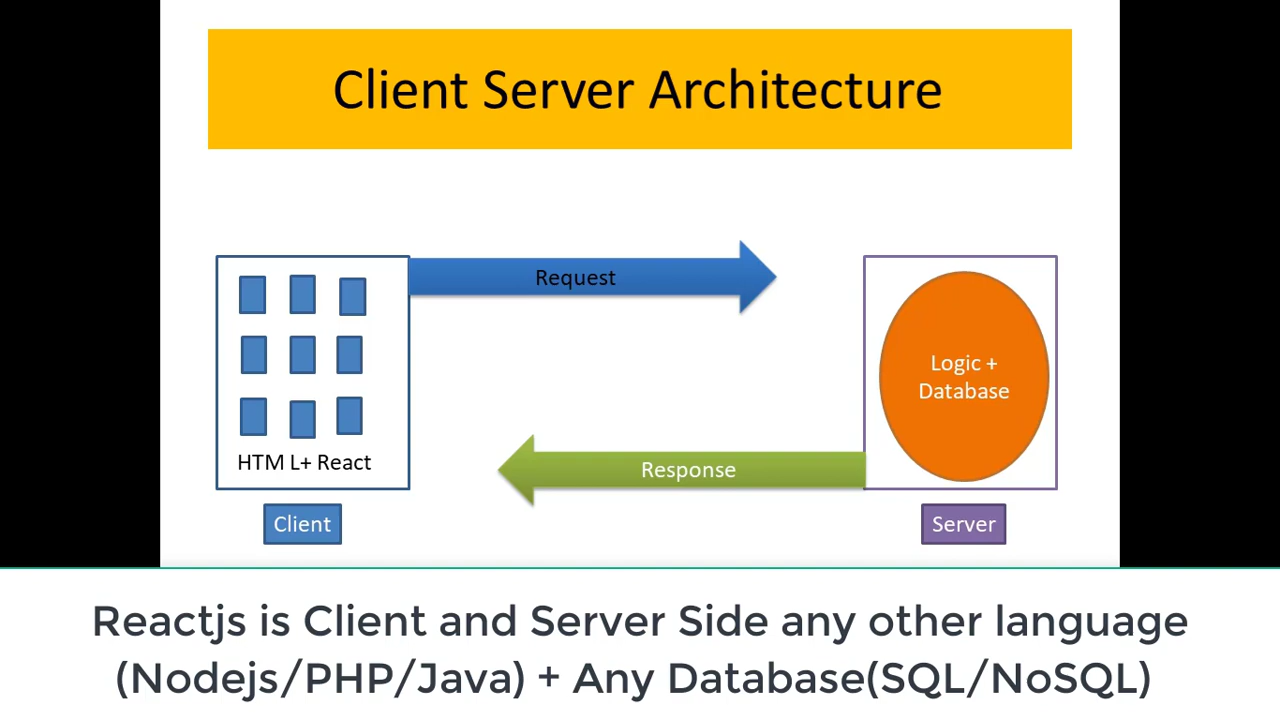 Client Server Architecture
Request
Logic +
Database
HTM L+ React
Response
Client
Server
Reactjs is Client and Server Side any other language
(Nodejs/PHP/Java) + Any Database(SQL/NoSQL)